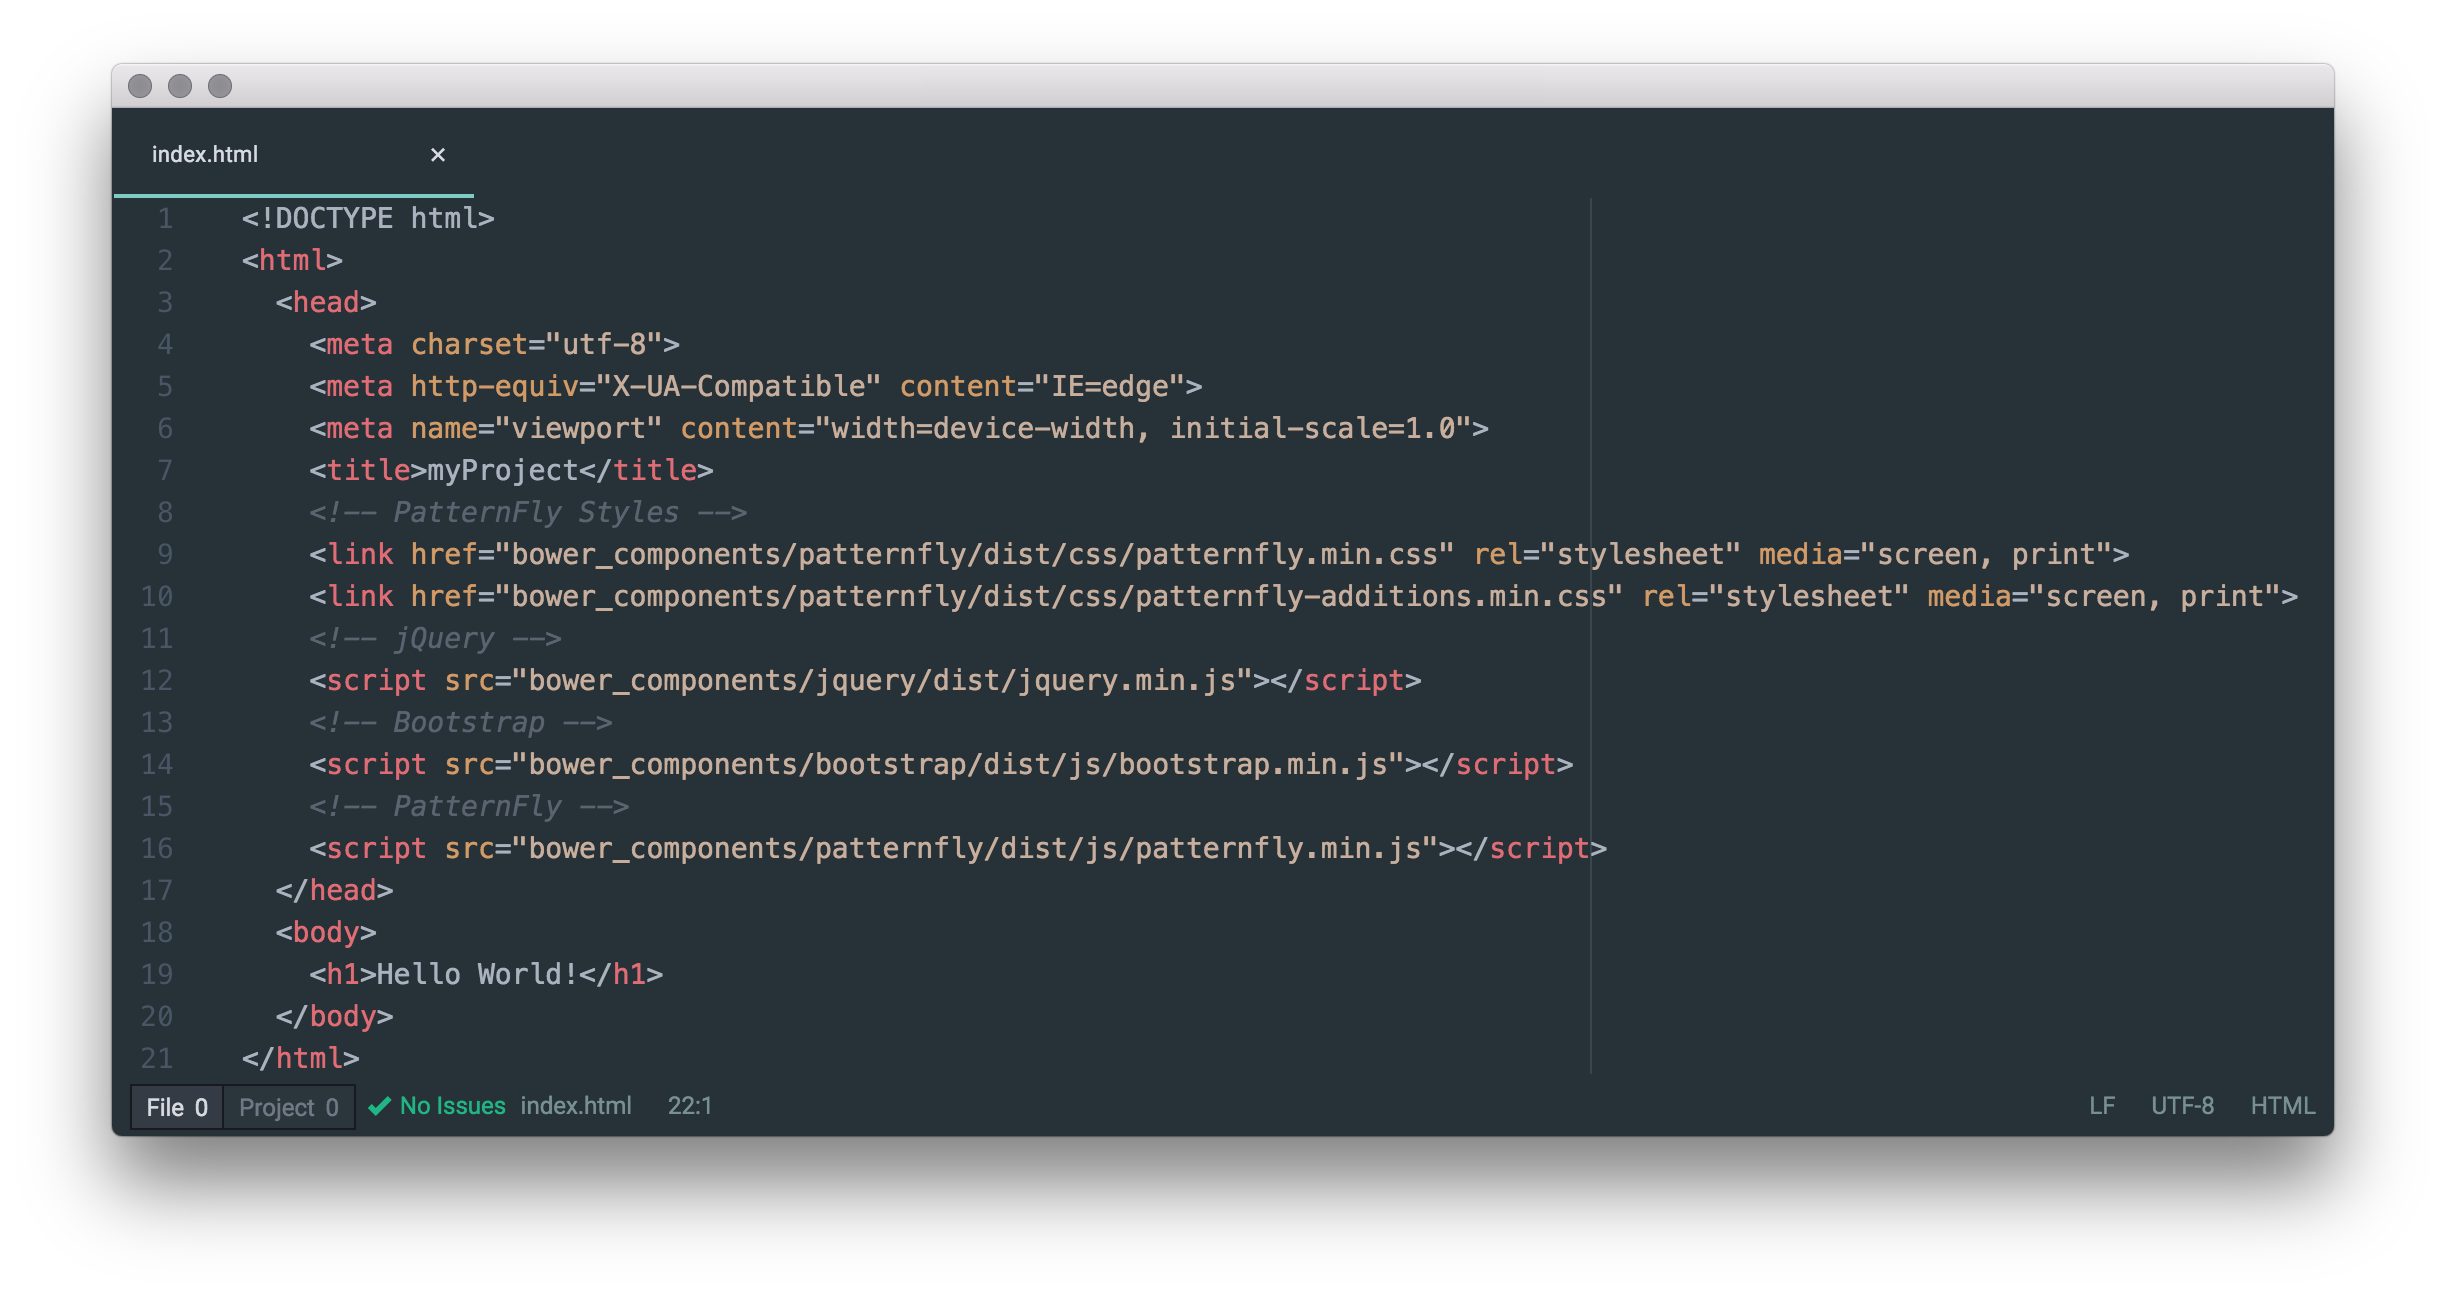 index.html ×
1 <!DOCTYPE html>
2 <html>
3   <head>
4     <meta charset="utf-8">
5     <meta http-equiv="X-UA-Compatible" content="IE=edge">
6     <meta name="viewport" content="width=device-width, initial-scale=1.0">
7     <title>myProject</title>
8     <!-- PatternFly Styles -->
9     <link href="bower_components/patternfly/dist/css/patternfly.min.css" rel="stylesheet" media="screen, print">
10     <link href="bower_components/patternfly/dist/css/patternfly-additions.min.css" rel="stylesheet" media="screen, print">
11     <!-- jQuery -->
12     <script src="bower_components/jquery/dist/jquery.min.js"></script>
13     <!-- Bootstrap -->
14     <script src="bower_components/bootstrap/dist/js/bootstrap.min.js"></script>
15     <!-- PatternFly -->
16     <script src="bower_components/patternfly/dist/js/patternfly.min.js"></script>
17   </head>
18   <body>
19     <h1>Hello World!</h1>
20   </body>
21 </html>
File 0 Project 0 No Issues index.html 22:1 LF UTF-8 HTML